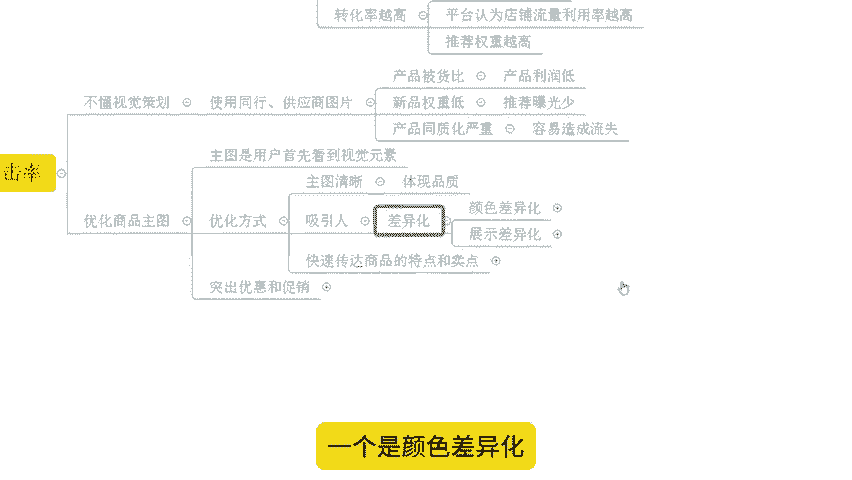 转化率越高
平台认为店铺流量利用率越高
推荐权重越高
不懂视觉策划
使用同行、供应商图片
产品被货比
产品利润低
新品权重低
推荐曝光少
产品同质化严重
容易造成流失
击率
优化商品主图
主图是用户首先看到视觉元素
优化方式
主图清晰
体现品质
吸引人
差异化
颜色差异化
展示差异化
快速传达商品的特点和卖点
突出优惠和促销
一个是颜色差异化